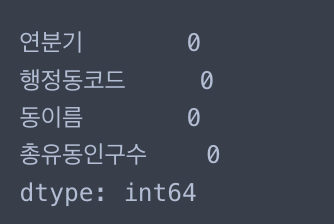 연분기 0
행정동코드 0
동이름 0
총유동인구수 0
dtype: int64